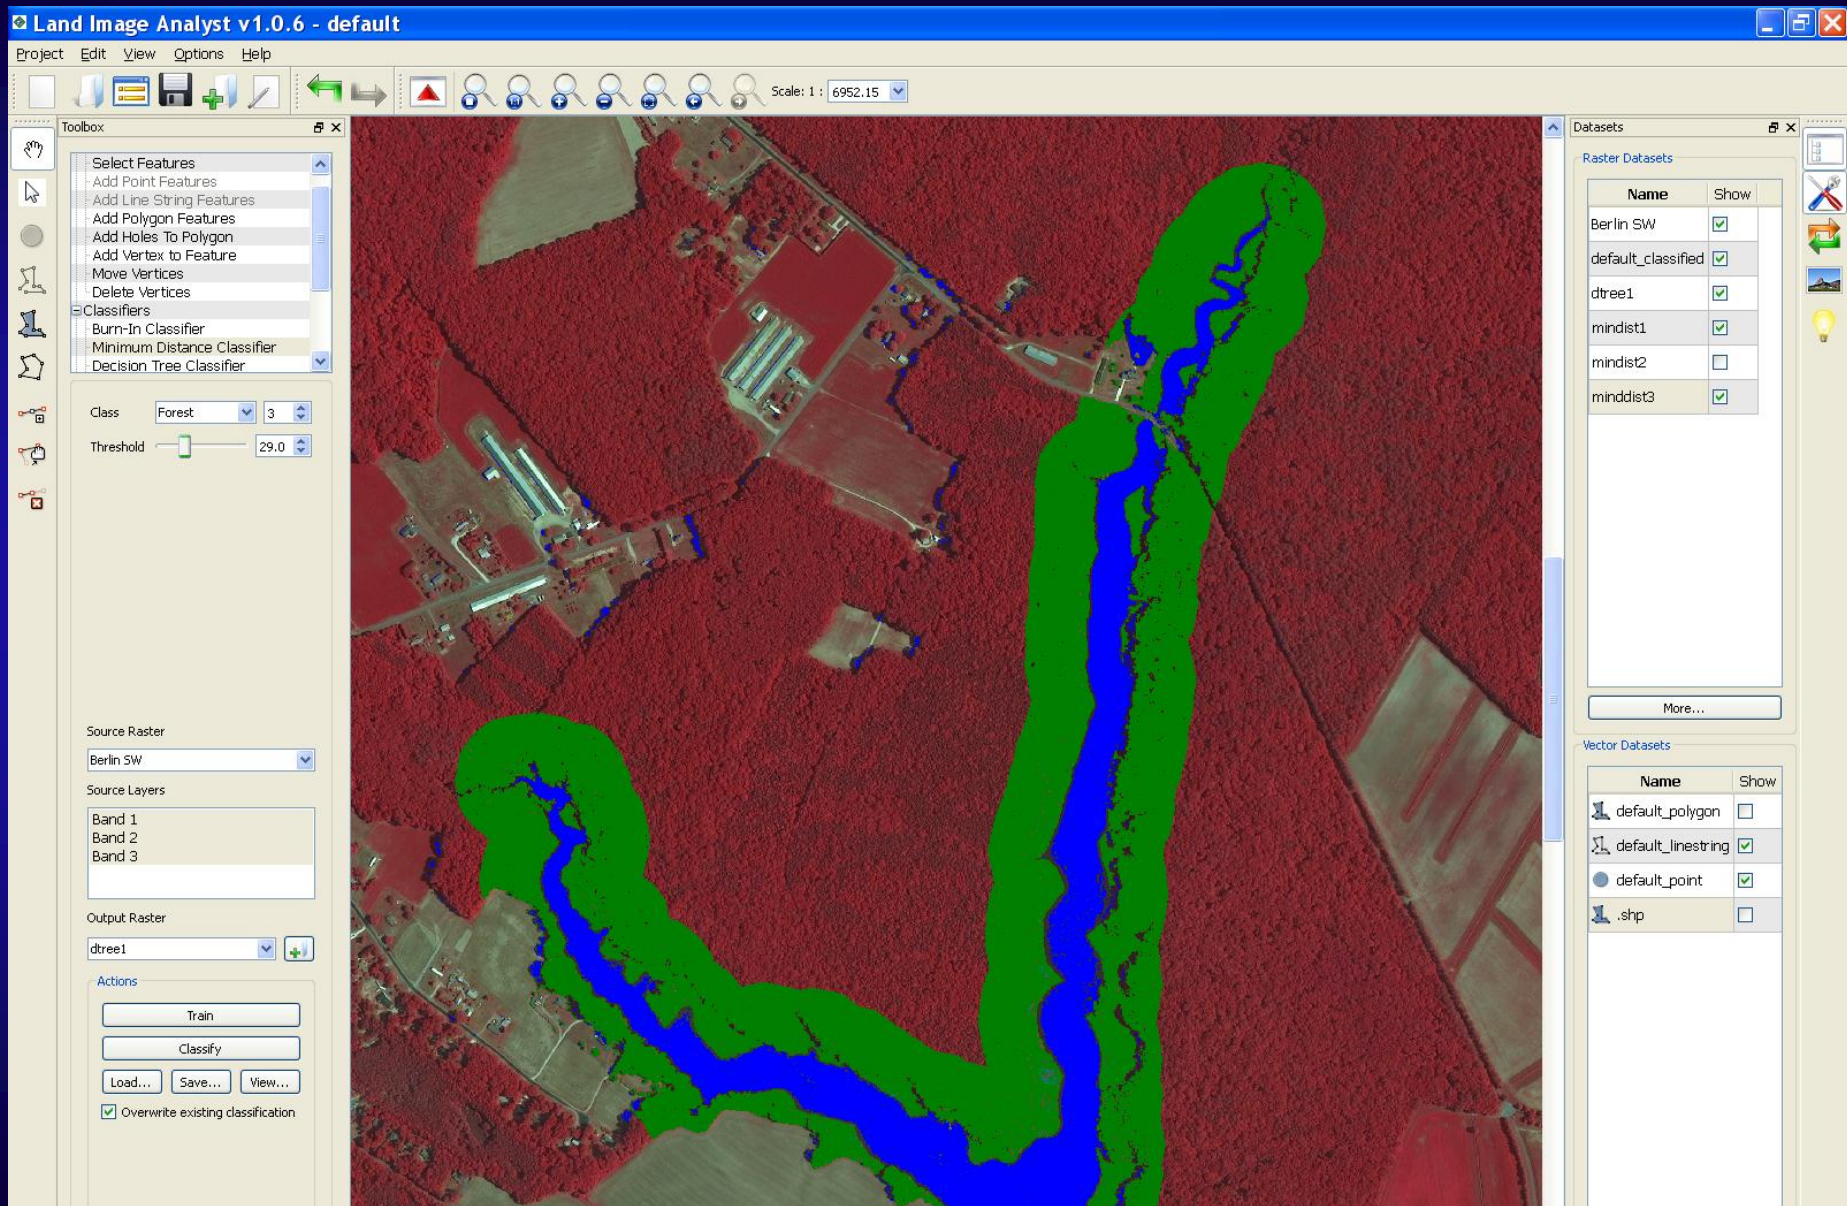 Land Image Analyst v1.0.6 - default
Project Edit View Options Help
Scale: 1 : 6952.15
Toolbox
Select Features
Add Point Features
Add Line String Features
Add Polygon Features
Add Holes To Polygon
Add Vertex to Feature
Move Vertices
Delete Vertices
Classifiers
Burn-In Classifier
Minimum Distance Classifier
Decision Tree Classifier
Class Forest 3
Threshold 29.0
Source Raster
Berlin SW
Source Layers
Band 1
Band 2
Band 3
Output Raster
dtree1
Actions
Train
Classify
Load... Save... View...
Overwrite existing classification
Datasets
Raster Datasets
Name Show
Berlin SW
default_classified
dtree1
mindist1
mindist2
minddist3
More...
Vector Datasets
Name Show
default_polygon
default_linestring
default_point
.shp